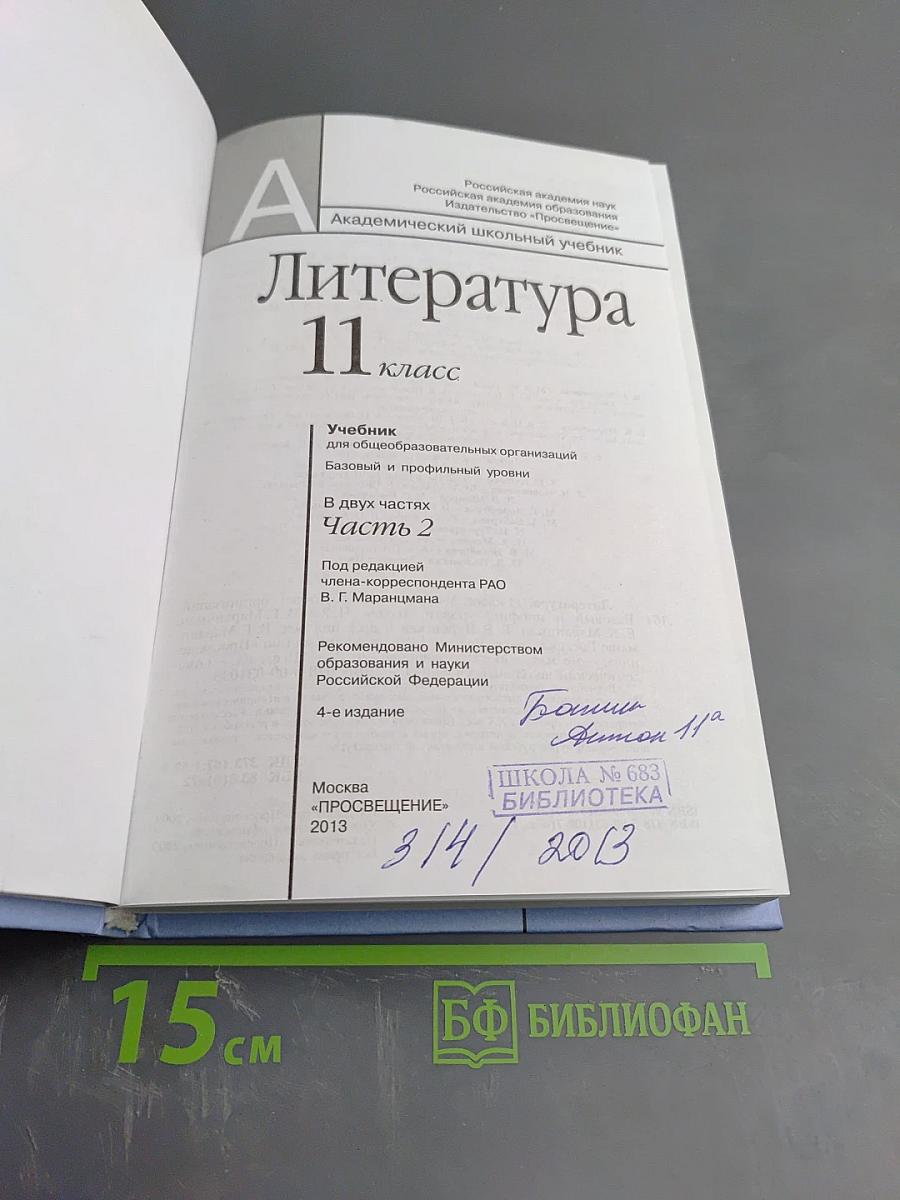 А
Российская академия наук
Российская академия образования
Издательство «Просвещение»
Академический школьный учебник
Литература
11 класс
Учебник
для общеобразовательных организаций
Базовый и профильный уровни
В двух частях
Часть 2
Под редакцией
члена-корреспондента РАО
В. Г. Маранцмана
Рекомендовано Министерством
образования и науки
Российской Федерации
4-е издание
Антон 11а
ШКОЛА № 683
БИБЛИОТЕКА
Москва
«ПРОСВЕЩЕНИЕ»
2013
3/4/ 2013
15 см
БФ БИБЛИОФАН